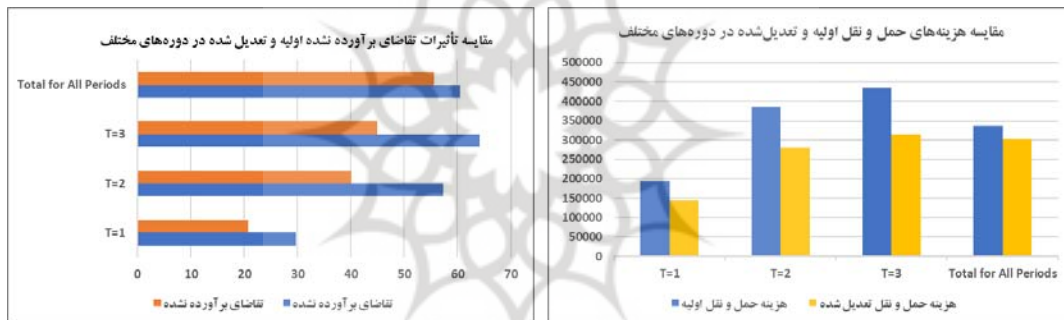 مقایسه تأثیرات تقاضای برآورده نشده اولیه و تعدیل شده در دوره‌های مختلف
Total for All Periods
T=3
T=2
T=1
0 10 20 30 40 50 60 70
تقاضای برآورده نشده تقاضای برآورده نشده
مقایسه هزینه‌های حمل و نقل اولیه و تعدیل‌شده در دوره‌های مختلف
500000
450000
400000
350000
300000
250000
200000
150000
100000
50000
0
T=1 T=2 T=3 Total for All Periods
هزینه حمل و نقل تعدیل‌شده هزینه حمل و نقل اولیه